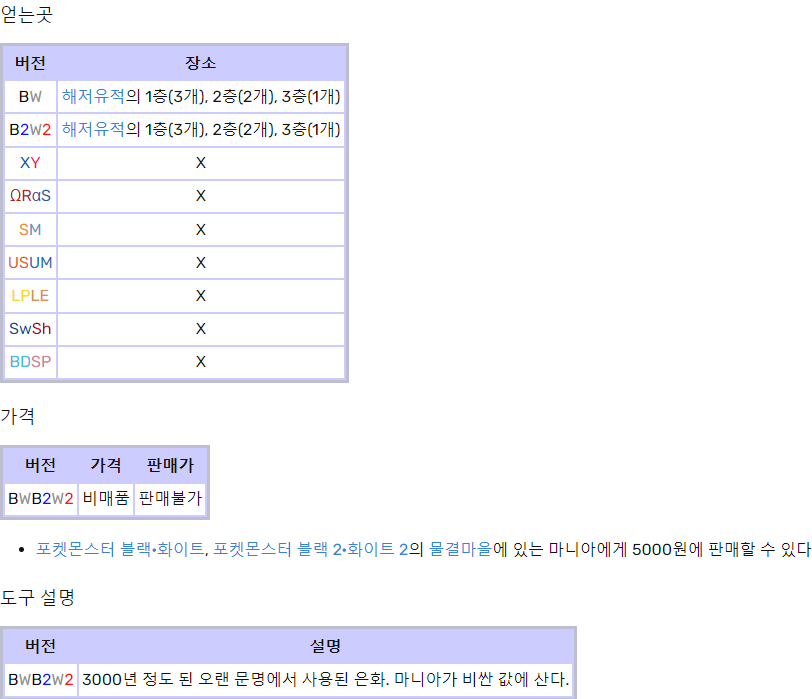 얻는곳
버전 장소
BW 해저유적의 1층(3개), 2층(2개), 3층(1개)
B2W2 해저유적의 1층(3개), 2층(2개), 3층(1개)
XY X
ΩRαS X
SM X
USUM X
LPLE X
SwSh X
BDSP X
가격
버전 가격 판매가
BWB2W2 비매품 판매불가
• 포켓몬스터 블랙·화이트, 포켓몬스터 블랙 2·화이트 2의 물결마을에 있는 마니아에게 5000원에 판매할 수 있다
도구 설명
버전 설명
BWB2W2 3000년 정도 된 오랜 문명에서 사용된 은화. 마니아가 비싼 값에 산다.